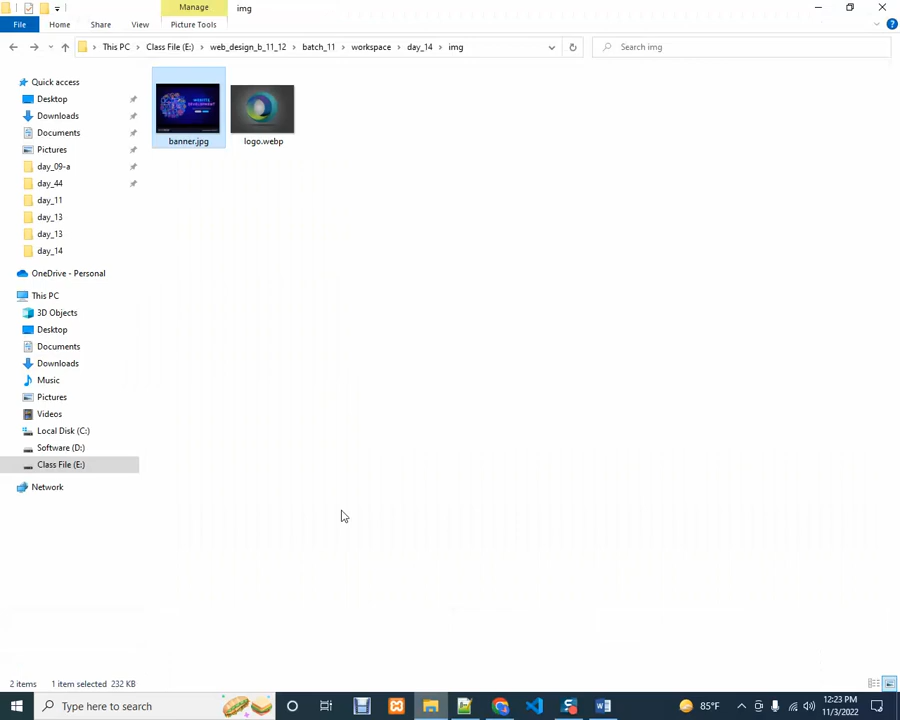 Manage
img
File
Home
Share
View
Picture Tools
This PC
Class File (E:)
web_design_b_11_12
batch_11
workspace
day_14
img
Search img
Quick access
Desktop
Downloads
Documents
Pictures
day_09-a
day_44
day_11
day_13
day_13
day_14
OneDrive - Personal
This PC
3D Objects
Desktop
Documents
Downloads
Music
Pictures
Videos
Local Disk (C:)
Software (D:)
Class File (E:)
Network
WEBSITE
DEVELOPMENT
banner.jpg
logo.webp
2 items
1 item selected 232 KB
Type here to search
85°F
12:23 PM
11/3/2022